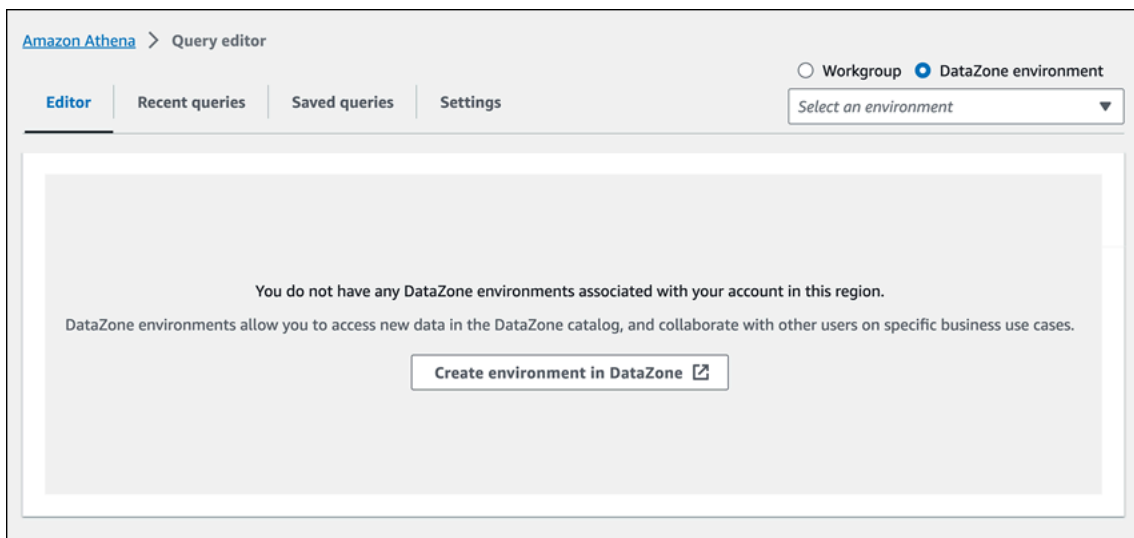 Amazon Athena > Query editor
Workgroup DataZone environment
Editor Recent queries Saved queries Settings
Select an environment
You do not have any DataZone environments associated with your account in this region.
DataZone environments allow you to access new data in the DataZone catalog, and collaborate with other users on specific business use cases.
Create environment in DataZone